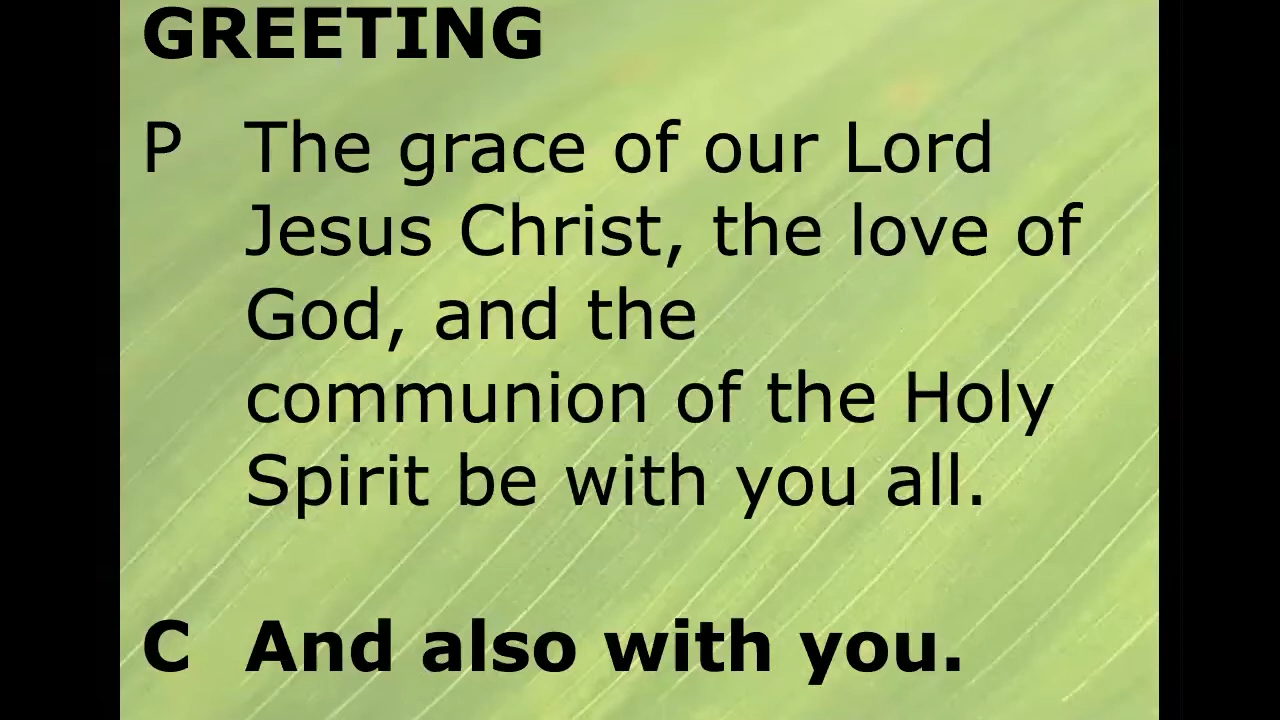 GREETING
P The grace of our Lord
Jesus Christ, the love of
God, and the
communion of the Holy
Spirit be with you all.
C And also with you.